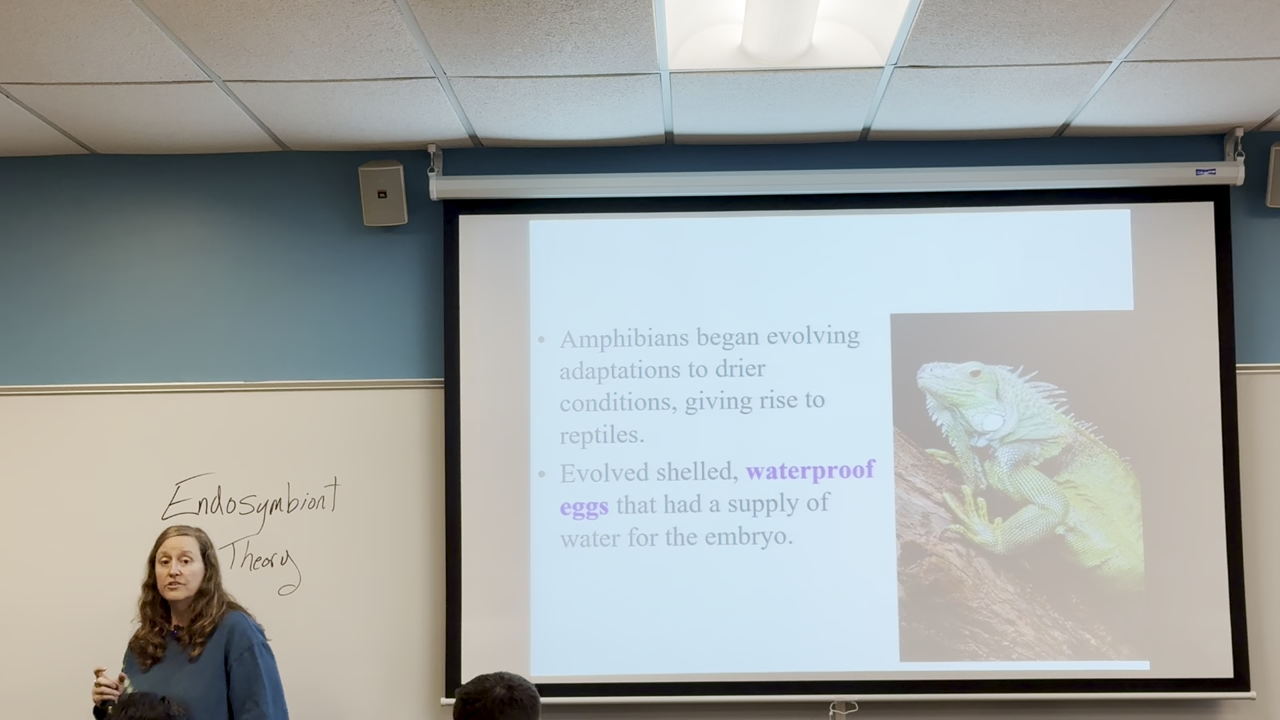 Endosymbiont
Theory
• Amphibians began evolving
adaptations to drier
conditions, giving rise to
reptiles.
• Evolved shelled, waterproof
eggs that had a supply of
water for the embryo.
JBL